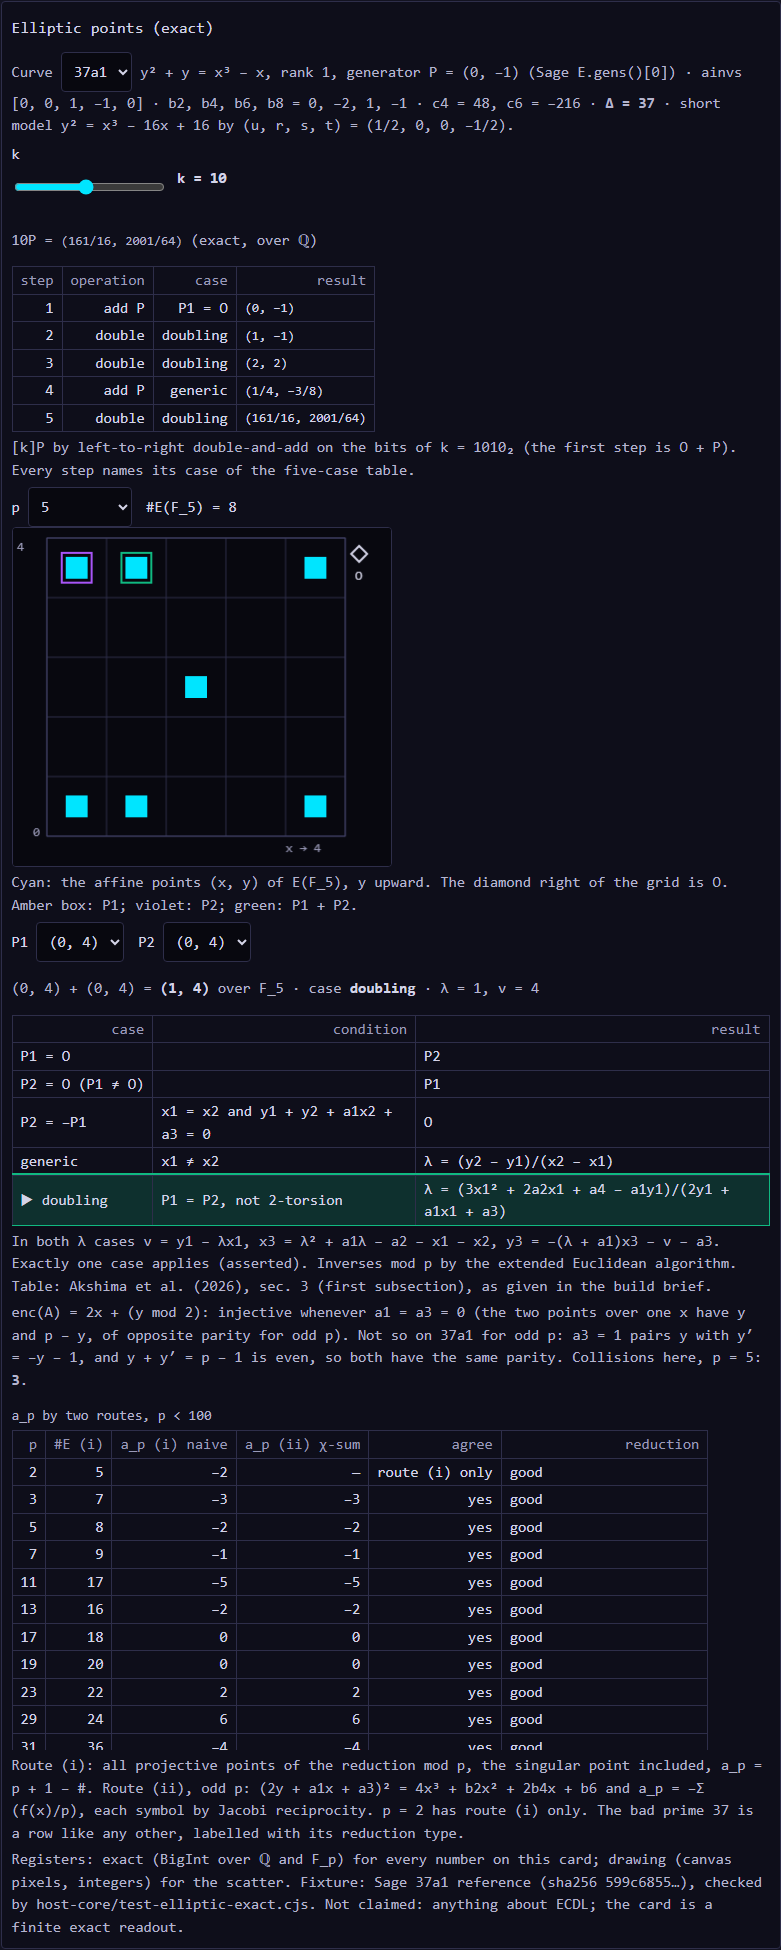 Elliptic points (exact)
Curve 37a1 y² + y = x³ − x, rank 1, generator P = (0, −1) (Sage E.gens()[0]) · ainvs
[0, 0, 1, −1, 0] · b2, b4, b6, b8 = 0, −2, 1, −1 · c4 = 48, c6 = −216 · Δ = 37 · short
model y² = x³ − 16x + 16 by (u, r, s, t) = (1/2, 0, 0, −1/2).
k
k = 10
10P = (161/16, 2001/64) (exact, over ℚ)
step operation case result
1 add P P1 = O (0, −1)
2 double doubling (1, −1)
3 double doubling (2, 2)
4 add P generic (1/4, −3/8)
5 double doubling (161/16, 2001/64)
[k]P by left-to-right double-and-add on the bits of k = 1010₂ (the first step is O + P).
Every step names its case of the five-case table.
p 5 #E(F_5) = 8
4
O
0
x → 4
Cyan: the affine points (x, y) of E(F_5), y upward. The diamond right of the grid is O.
Amber box: P1; violet: P2; green: P1 + P2.
P1 (0, 4) P2 (0, 4)
(0, 4) + (0, 4) = (1, 4) over F_5 · case doubling · λ = 1, ν = 4
case condition result
P1 = O P2
P2 = O (P1 ≠ O) P1
P2 = −P1 x1 = x2 and y1 + y2 + a1x2 +
a3 = 0 O
generic x1 ≠ x2 λ = (y2 − y1)/(x2 − x1)
▶ doubling P1 = P2, not 2-torsion λ = (3x1² + 2a2x1 + a4 − a1y1)/(2y1 +
a1x1 + a3)
In both λ cases ν = y1 − λx1, x3 = λ² + a1λ − a2 − x1 − x2, y3 = −(λ + a1)x3 − ν − a3.
Exactly one case applies (asserted). Inverses mod p by the extended Euclidean algorithm.
Table: Akshima et al. (2026), sec. 3 (first subsection), as given in the build brief.
enc(A) = 2x + (y mod 2): injective whenever a1 = a3 = 0 (the two points over one x have y
and p − y, of opposite parity for odd p). Not so on 37a1 for odd p: a3 = 1 pairs y with y′
= −y − 1, and y + y′ = p − 1 is even, so both have the same parity. Collisions here, p = 5:
3.
a_p by two routes, p < 100
p #E (i) a_p (i) naive a_p (ii) χ-sum agree reduction
2 5 −2 — route (i) only good
3 7 −3 −3 yes good
5 8 −2 −2 yes good
7 9 −1 −1 yes good
11 17 −5 −5 yes good
13 16 −2 −2 yes good
17 18 0 0 yes good
19 20 0 0 yes good
23 22 2 2 yes good
29 24 6 6 yes good
31 36 −4 −4 yes good
Route (i): all projective points of the reduction mod p, the singular point included, a_p =
p + 1 − #. Route (ii), odd p: (2y + a1x + a3)² = 4x³ + b2x² + 2b4x + b6 and a_p = −Σ
(f(x)/p), each symbol by Jacobi reciprocity. p = 2 has route (i) only. The bad prime 37 is
a row like any other, labelled with its reduction type.
Registers: exact (BigInt over ℚ and F_p) for every number on this card; drawing (canvas
pixels, integers) for the scatter. Fixture: Sage 37a1 reference (sha256 599c6855…), checked
by host-core/test-elliptic-exact.cjs. Not claimed: anything about ECDL; the card is a
finite exact readout.